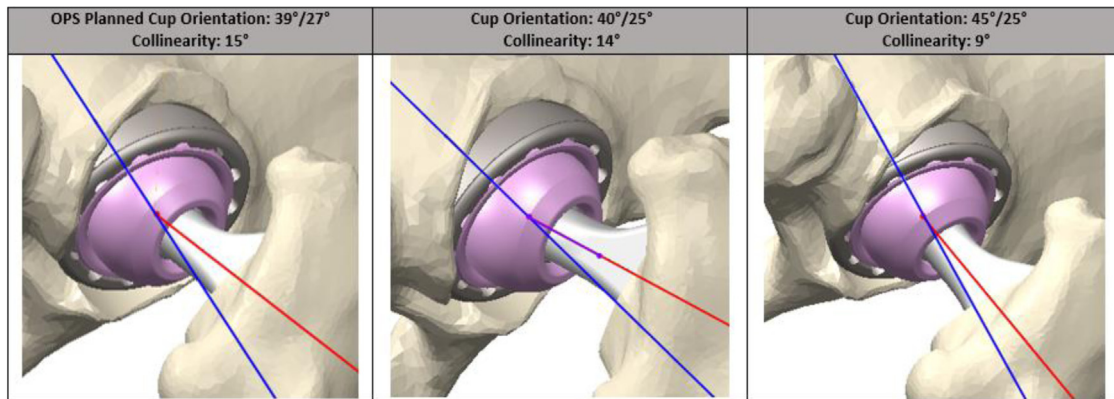 OPS Planned Cup Orientation: 39°/27°
Collinearity: 15°
Cup Orientation: 40°/25°
Collinearity: 14°
Cup Orientation: 45°/25°
Collinearity: 9°